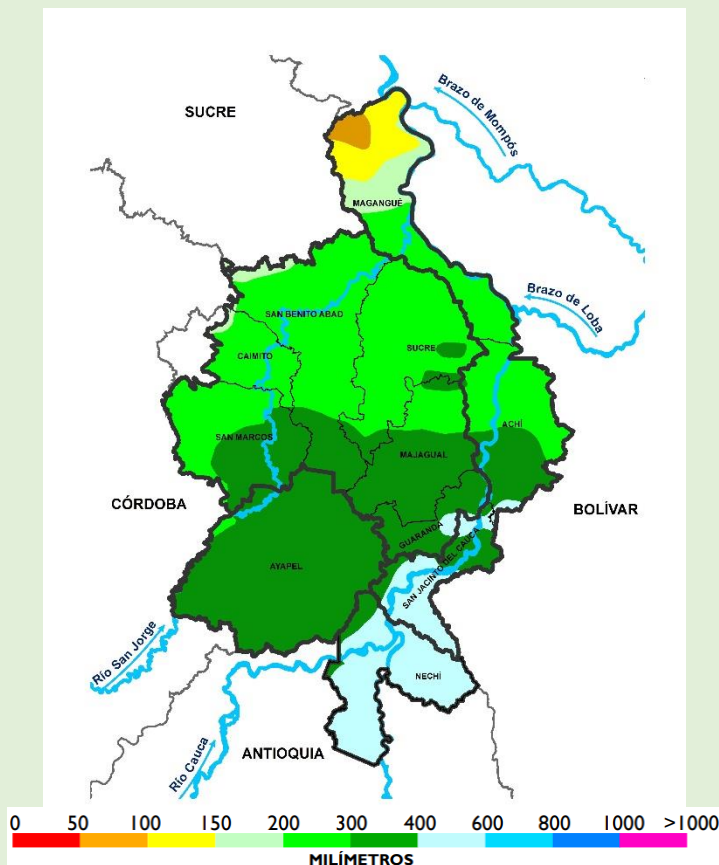 SUCRE
Brazo de Mompós
MAGANGUÉ
Brazo de Loba
SAN BENITO ABAD
SUCRE
CAIMITO
ACHÍ
SAN MARCOS
MAJAGUAL
CÓRDOBA
BOLÍVAR
GUARANDA
AYAPEL
SAN JACINTO DEL CAUCA
Río San Jorge
NECHÍ
ANTIOQUIA
Río Cauca
0 50 100 150 200 300 400 600 800 1000 >1000
MILÍMETROS